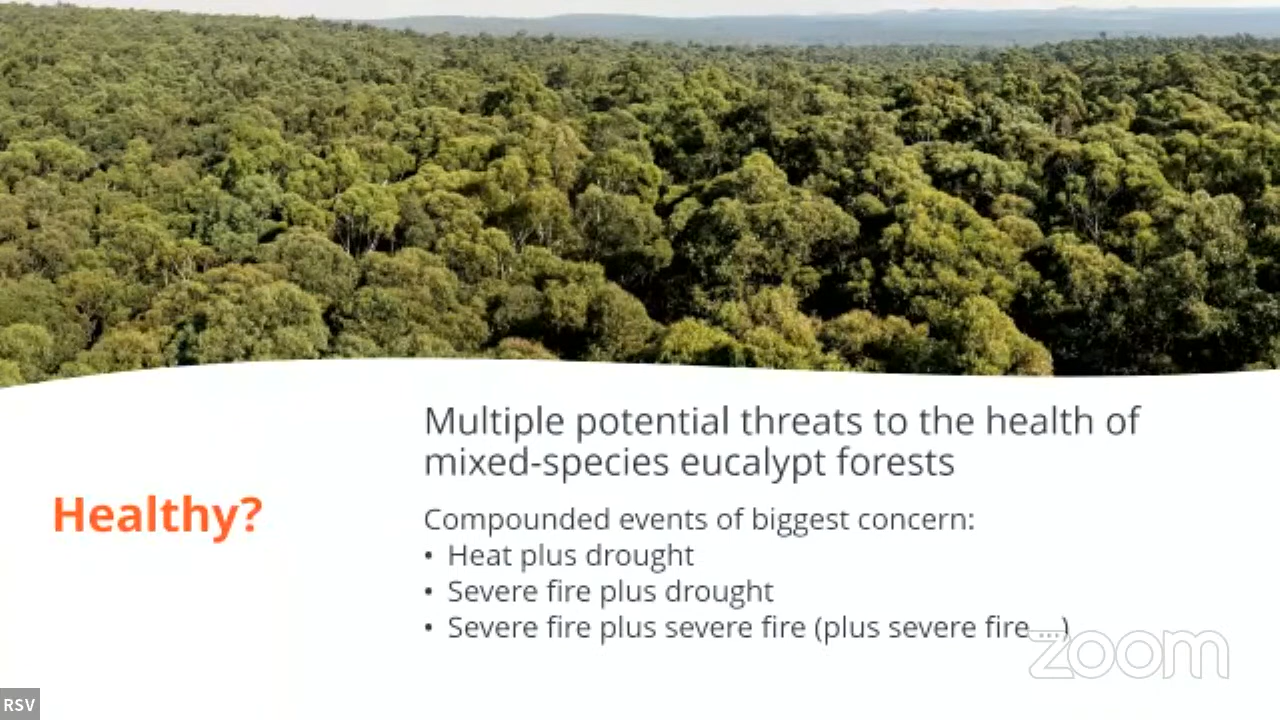 Multiple potential threats to the health of
mixed-species eucalypt forests
Healthy?
Compounded events of biggest concern:
• Heat plus drought
• Severe fire plus drought
• Severe fire plus severe fire (plus severe fire...)
zoom
RSV